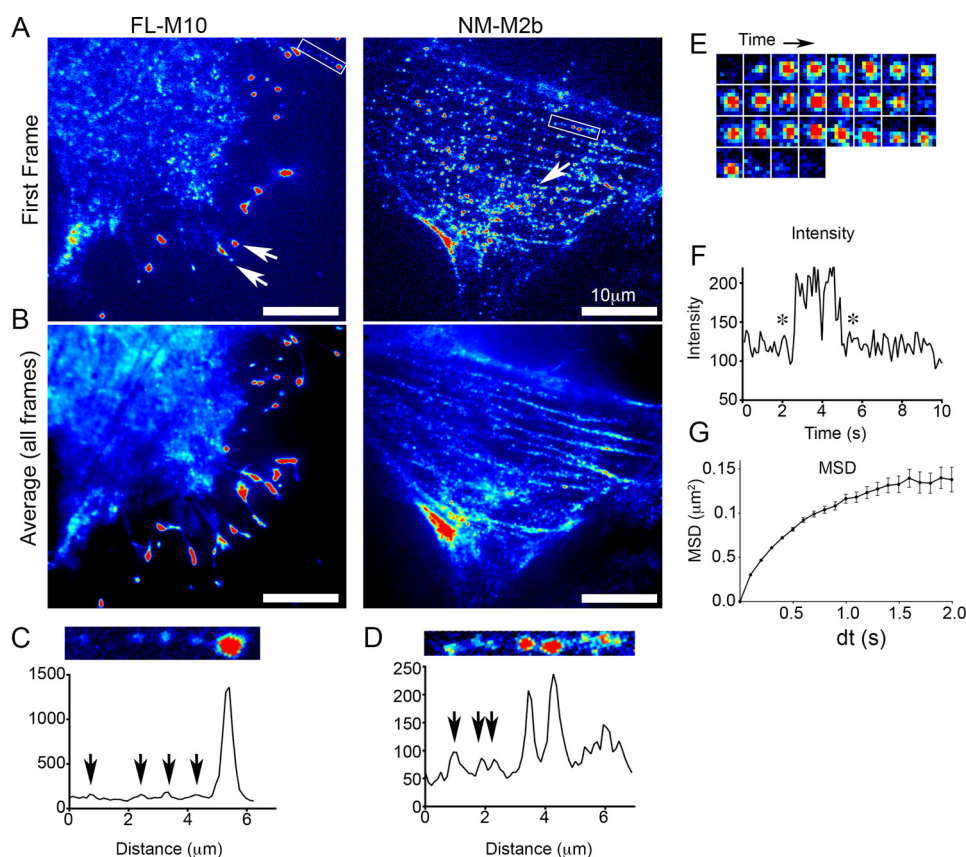 FL-M10
NM-M2b
A
First Frame
10μm
B
Average (all frames)
C
1500
1000
500
0
0
2
4
6
Distance (μm)
D
250
200
150
100
50
0
0
2
4
6
Distance (μm)
E
Time
Intensity
F
200
150
100
50
Intensity
*
*
0
2
4
6
8
10
Time (s)
G
MSD
0.15
0.1
0.5
0.0
MSD (μm²)
0.5
1.0
1.5
2.0
dt (s)